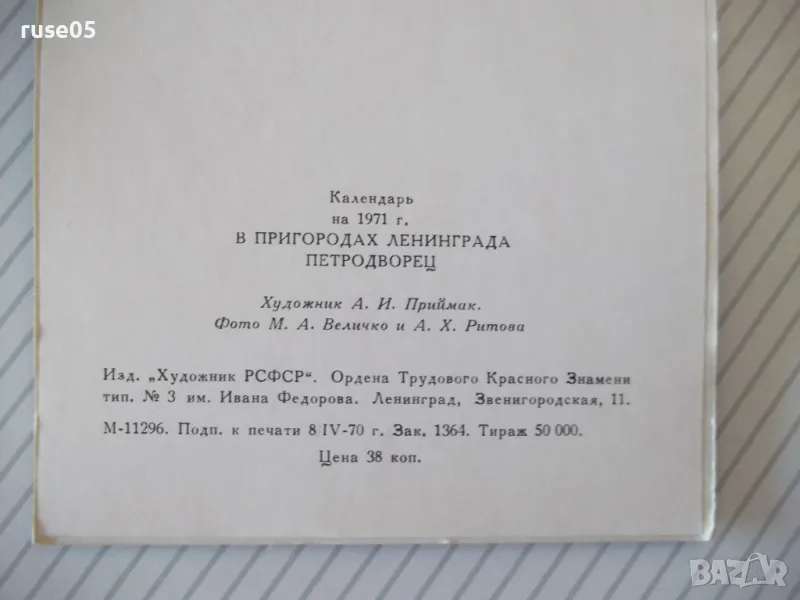 ruse05
Календарь
на 1971 г.
В ПРИГОРОДАХ ЛЕНИНГРАДА
ПЕТРОДВОРЕЦ
Художник А. И. Приймак.
Фото М. А. Величко и А. Х. Ритова
Изд. „Художник РСФСР“. Ордена Трудового Красного Знамени
тип. № 3 им. Ивана Федорова. Ленинград, Звенигородская, 11.
М-11296. Подп. к печати 8/IV-70 г. Зак. 1364. Тираж 50 000.
Цена 38 коп.
BAZAR